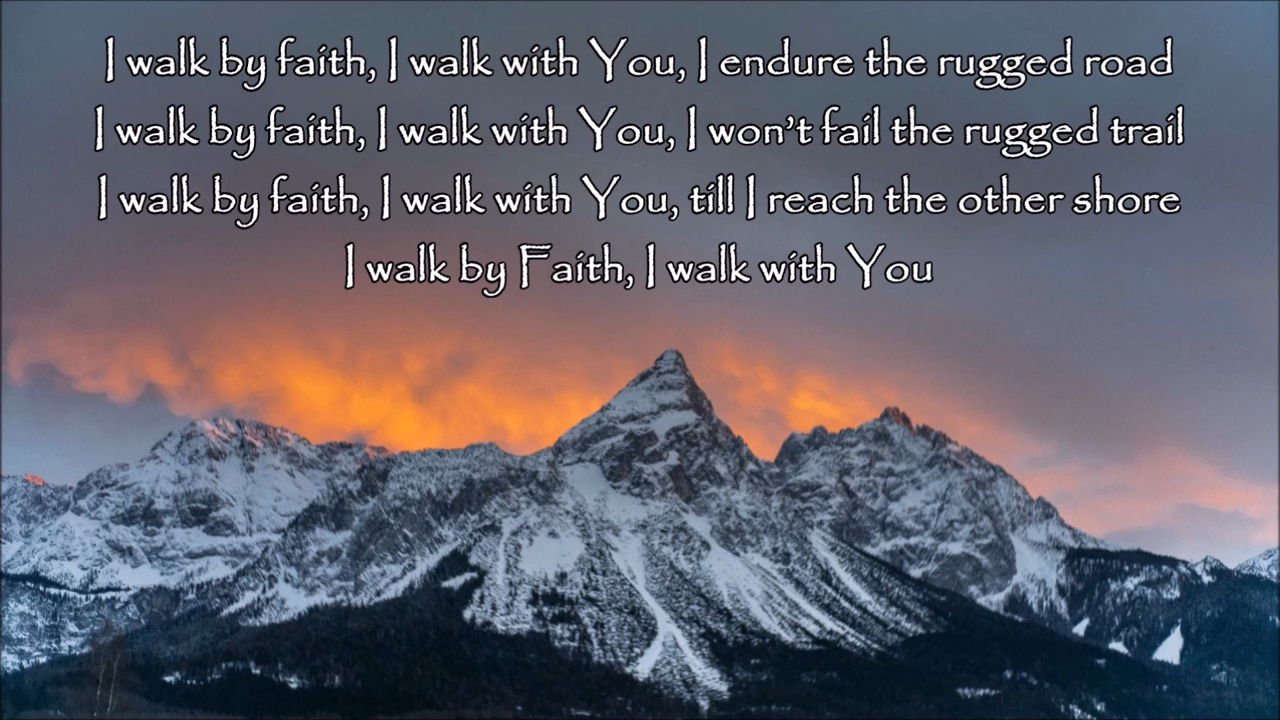 I walk by faith, I walk with You, I endure the rugged road
I walk by faith, I walk with You, I won't fail the rugged trail
I walk by faith, I walk with You, till I reach the other shore
I walk by Faith, I walk with You